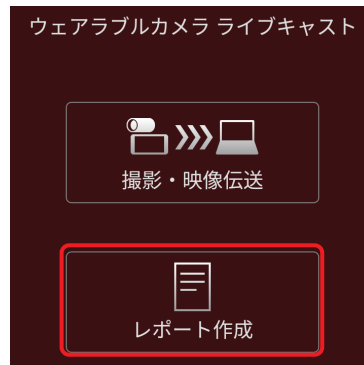 ウェアラブルカメラ ライブキャスト
撮影・映像伝送
レポート作成